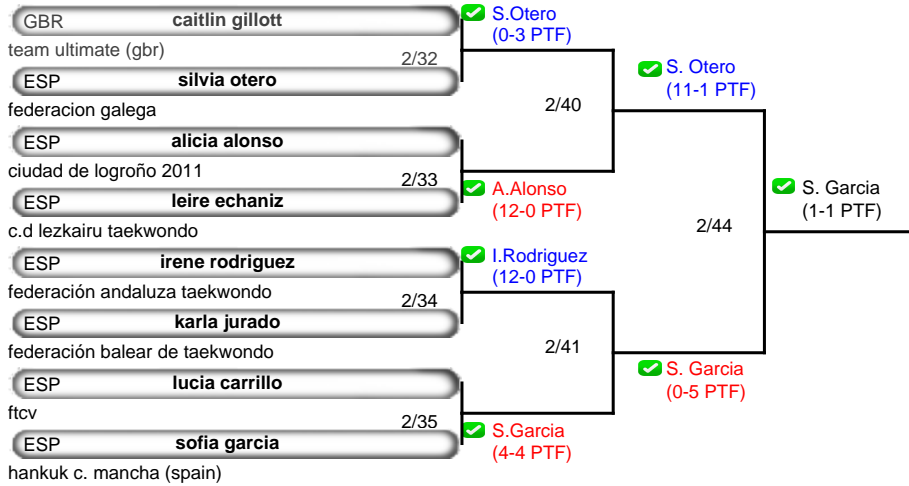 GBR caitlin gillott
team ultimate (gbr)
2/32
ESP silvia otero
federacion galega
ESP alicia alonso
ciudad de logroño 2011
2/33
ESP leire echaniz
c.d lezkairu taekwondo
ESP irene rodriguez
federación andaluza taekwondo
2/34
ESP karla jurado
federación balear de taekwondo
ESP lucia carrillo
ftcv
2/35
ESP sofia garcia
hankuk c. mancha (spain)
S.Otero
(0-3 PTF)
2/40
A.Alonso
(12-0 PTF)
I.Rodriguez
(12-0 PTF)
2/41
S.Garcia
(4-4 PTF)
S. Otero
(11-1 PTF)
2/44
S. Garcia
(0-5 PTF)
S. Garcia
(1-1 PTF)